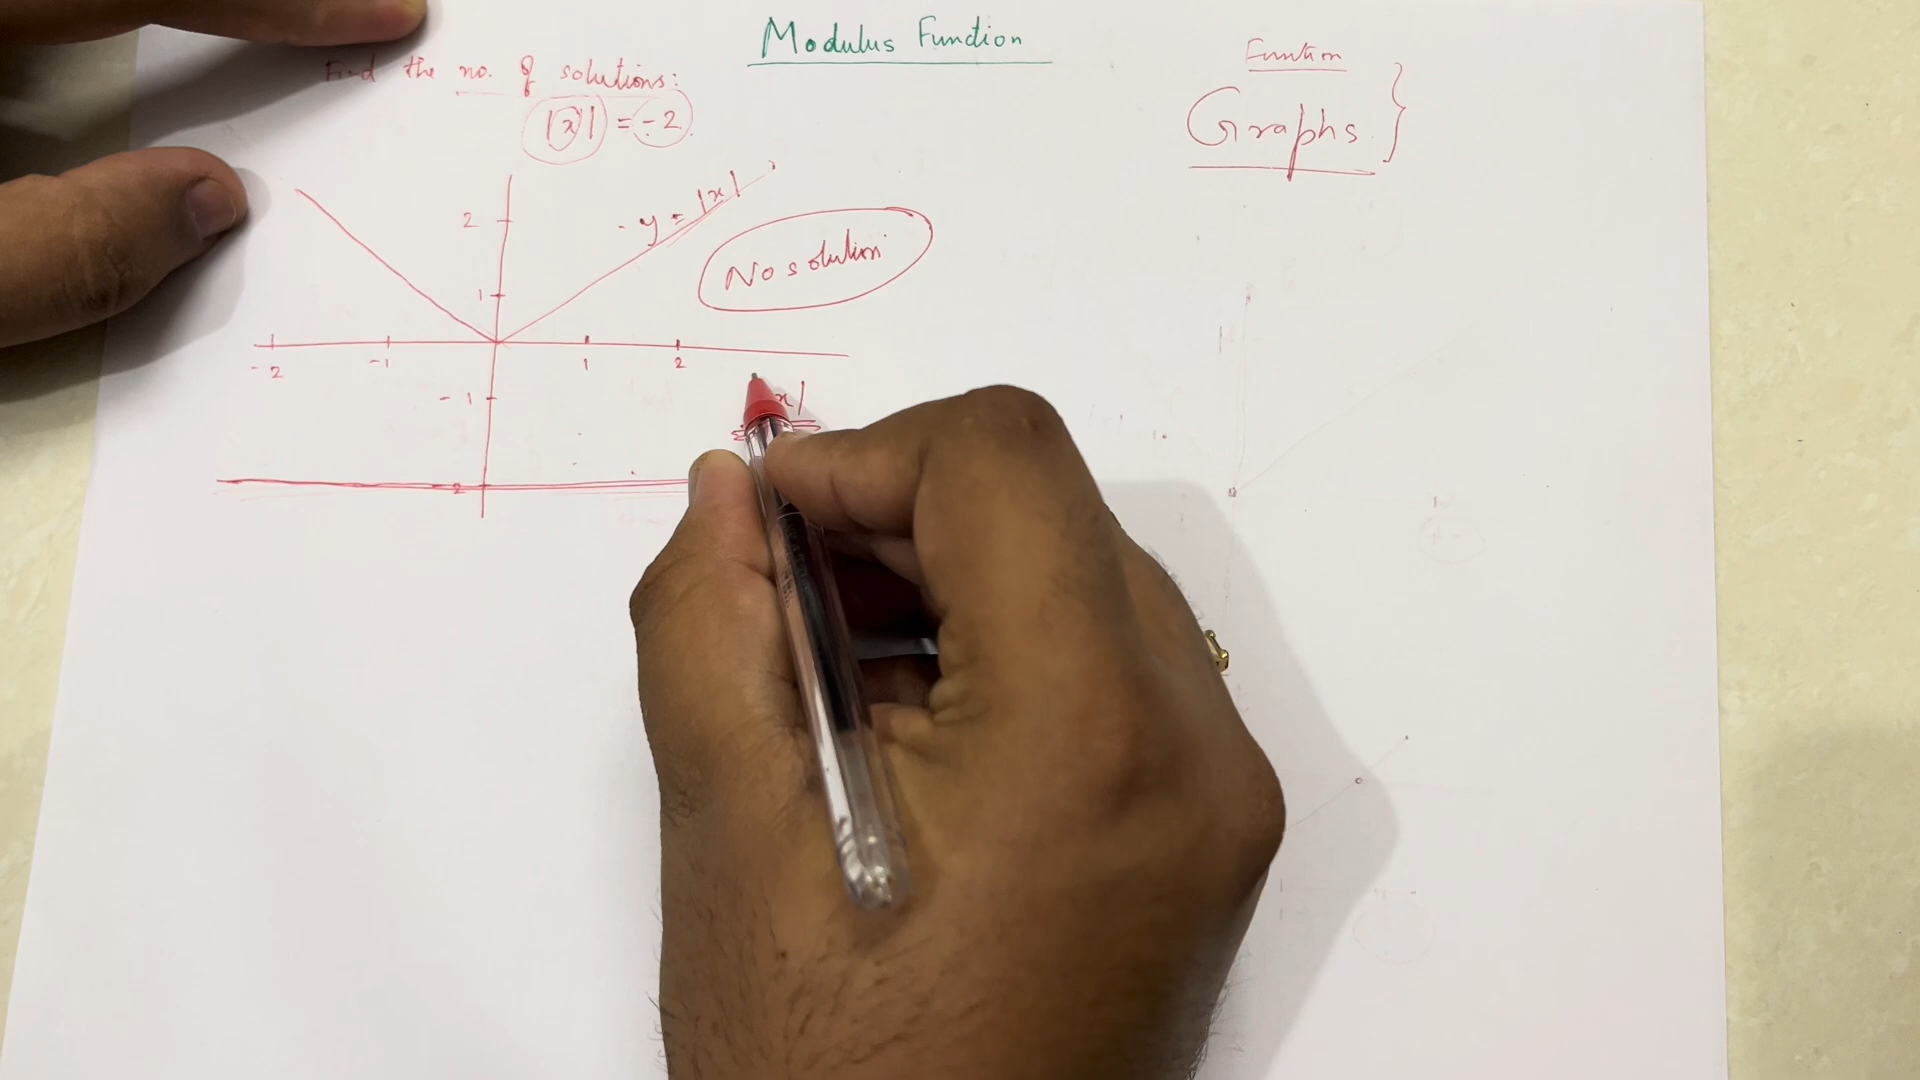 Modulus Function
Find the no. of solutions:
|x| = -2
Function
Graphs
y = |x|
No solution
2
1
-2 -1 1 2
-1
x|
-2